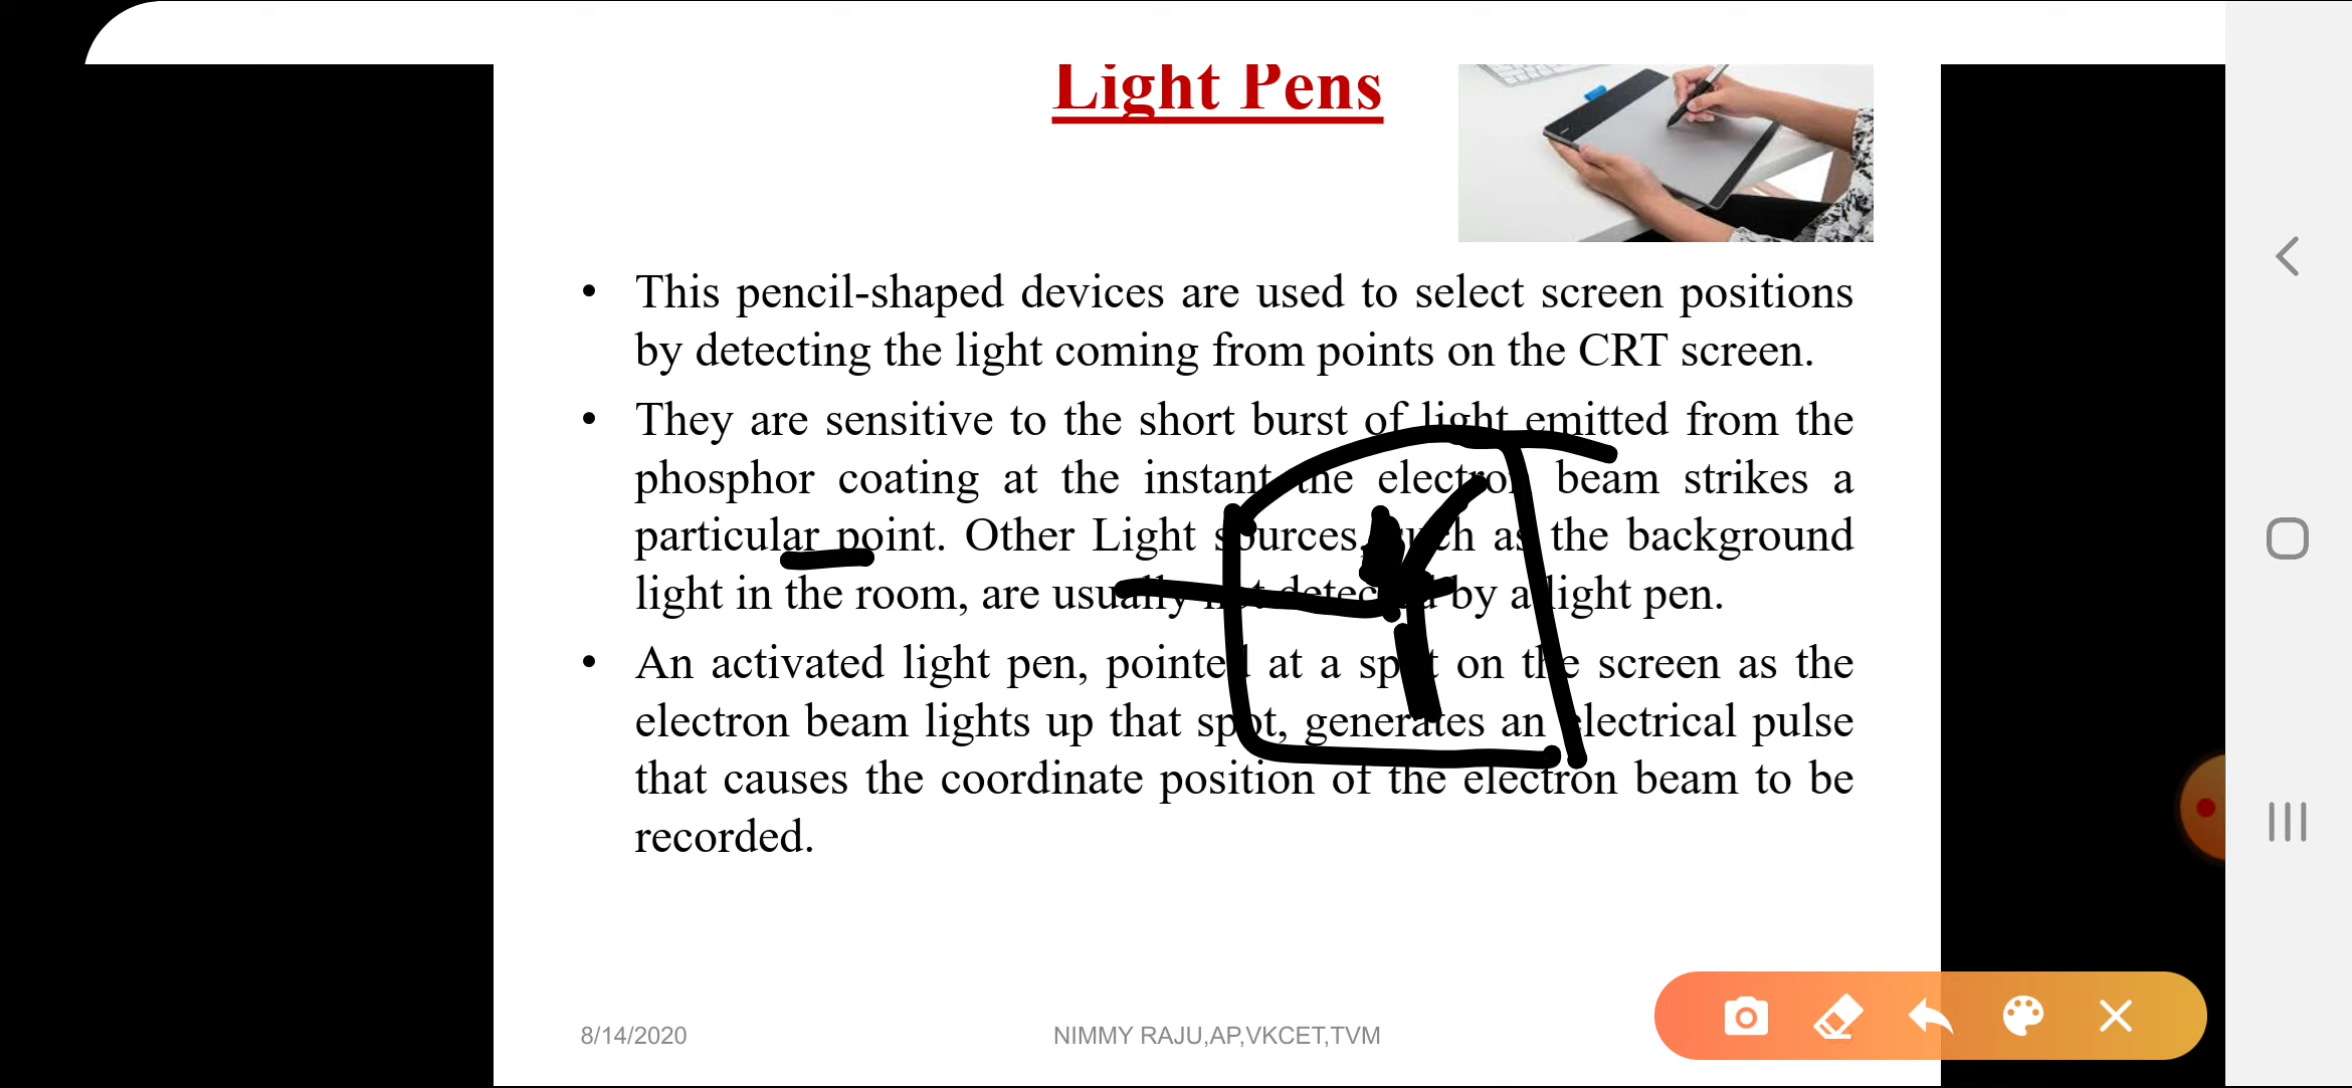 Light Pens
• This pencil-shaped devices are used to select screen positions
by detecting the light coming from points on the CRT screen.
• They are sensitive to the short burst of light emitted from the
phosphor coating at the instant the electron beam strikes a
particular point. Other Light sources, such as the background
light in the room, are usually not detected by a light pen.
• An activated light pen, pointed at a spot on the screen as the
electron beam lights up that spot, generates an electrical pulse
that causes the coordinate position of the electron beam to be
recorded.
8/14/2020
NIMMY RAJU,AP,VKCET,TVM